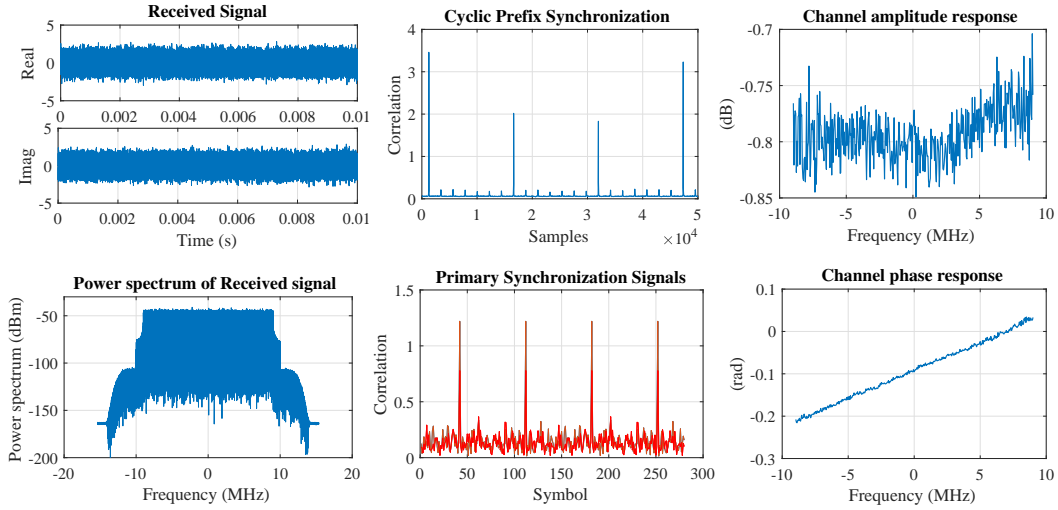 Received Signal
5
0
-5
Real
0 0.002 0.004 0.006 0.008 0.01
5
0
-5
Imag
0 0.002 0.004 0.006 0.008 0.01
Time (s)
Cyclic Prefix Synchronization
4
3
2
1
0
Correlation
0 1 2 3 4 5
Samples
×10^4
Channel amplitude response
-0.7
-0.75
-0.8
-0.85
(dB)
-10 -5 0 5 10
Frequency (MHz)
Power spectrum of Received signal
-50
-100
-150
-200
Power spectrum (dBm)
-20 -10 0 10 20
Frequency (MHz)
Primary Synchronization Signals
1.5
1
0.5
0
Correlation
0 50 100 150 200 250 300
Symbol
Channel phase response
0.1
0
-0.1
-0.2
-0.3
(rad)
-10 -5 0 5 10
Frequency (MHz)